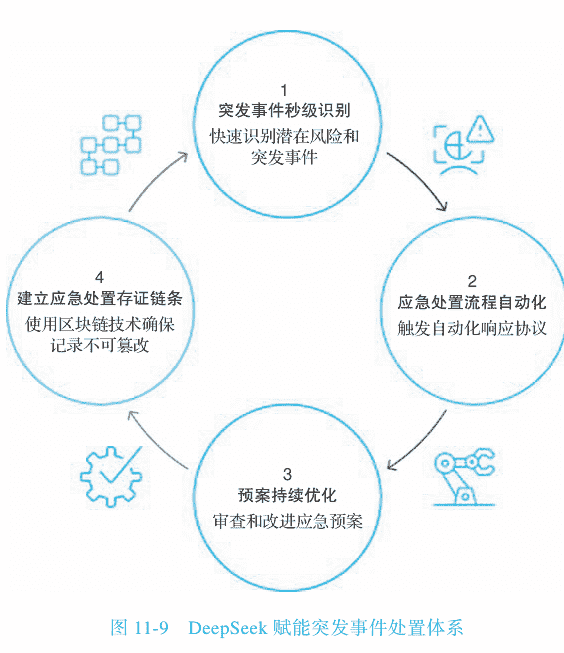 1
突发事件秒级识别
快速识别潜在风险和
突发事件
2
应急处置流程自动化
触发自动化响应协议
3
预案持续优化
审查和改进应急预案
4
建立应急处置存证链条
使用区块链技术确保
记录不可篡改
图 11-9 DeepSeek 赋能突发事件处置体系